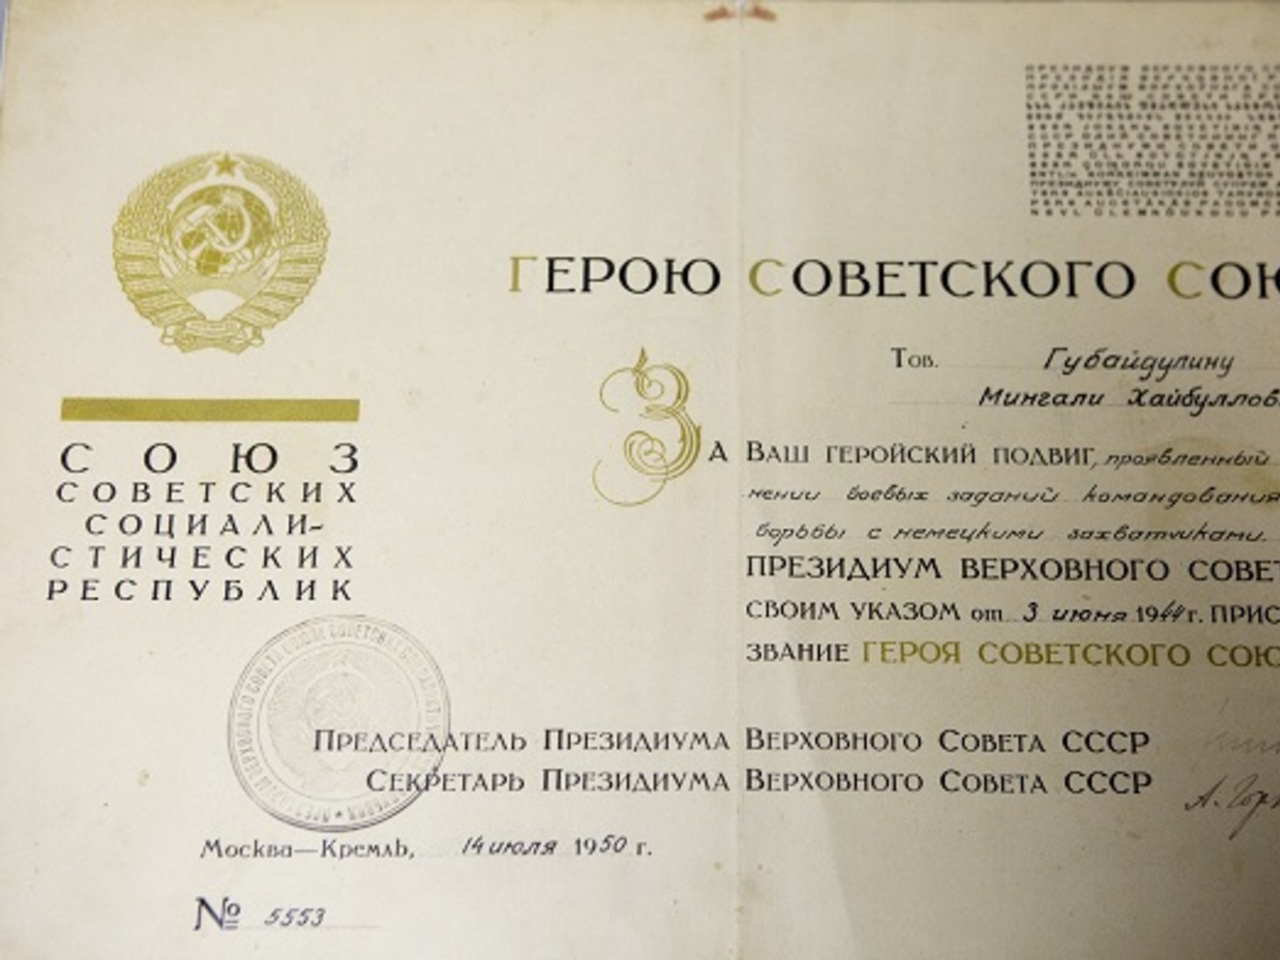 СОЮЗ
СОВЕТСКИХ
СОЦИАЛИ-
СТИЧЕСКИХ
РЕСПУБЛИК
ГЕРОЮ СОВЕТСКОГО СОЮ
Тов. Губайдулину
Мингали Хайбуллов
ЗА ВАШ ГЕРОЙСКИЙ ПОДВИГ, проявленный
нении боевых заданий командования
борьбы с немецкими захватчиками.
ПРЕЗИДИУМ ВЕРХОВНОГО СОВЕТ
СВОИМ УКАЗОМ от 3 июня 1944 г. ПРИС
ЗВАНИЕ ГЕРОЯ СОВЕТСКОГО СОЮ
ПРЕДСЕДАТЕЛЬ ПРЕЗИДИУМА ВЕРХОВНОГО СОВЕТА СССР
СЕКРЕТАРЬ ПРЕЗИДИУМА ВЕРХОВНОГО СОВЕТА СССР
А. Гор
Москва—Кремль, 14 июля 1950 г.
№ 5553